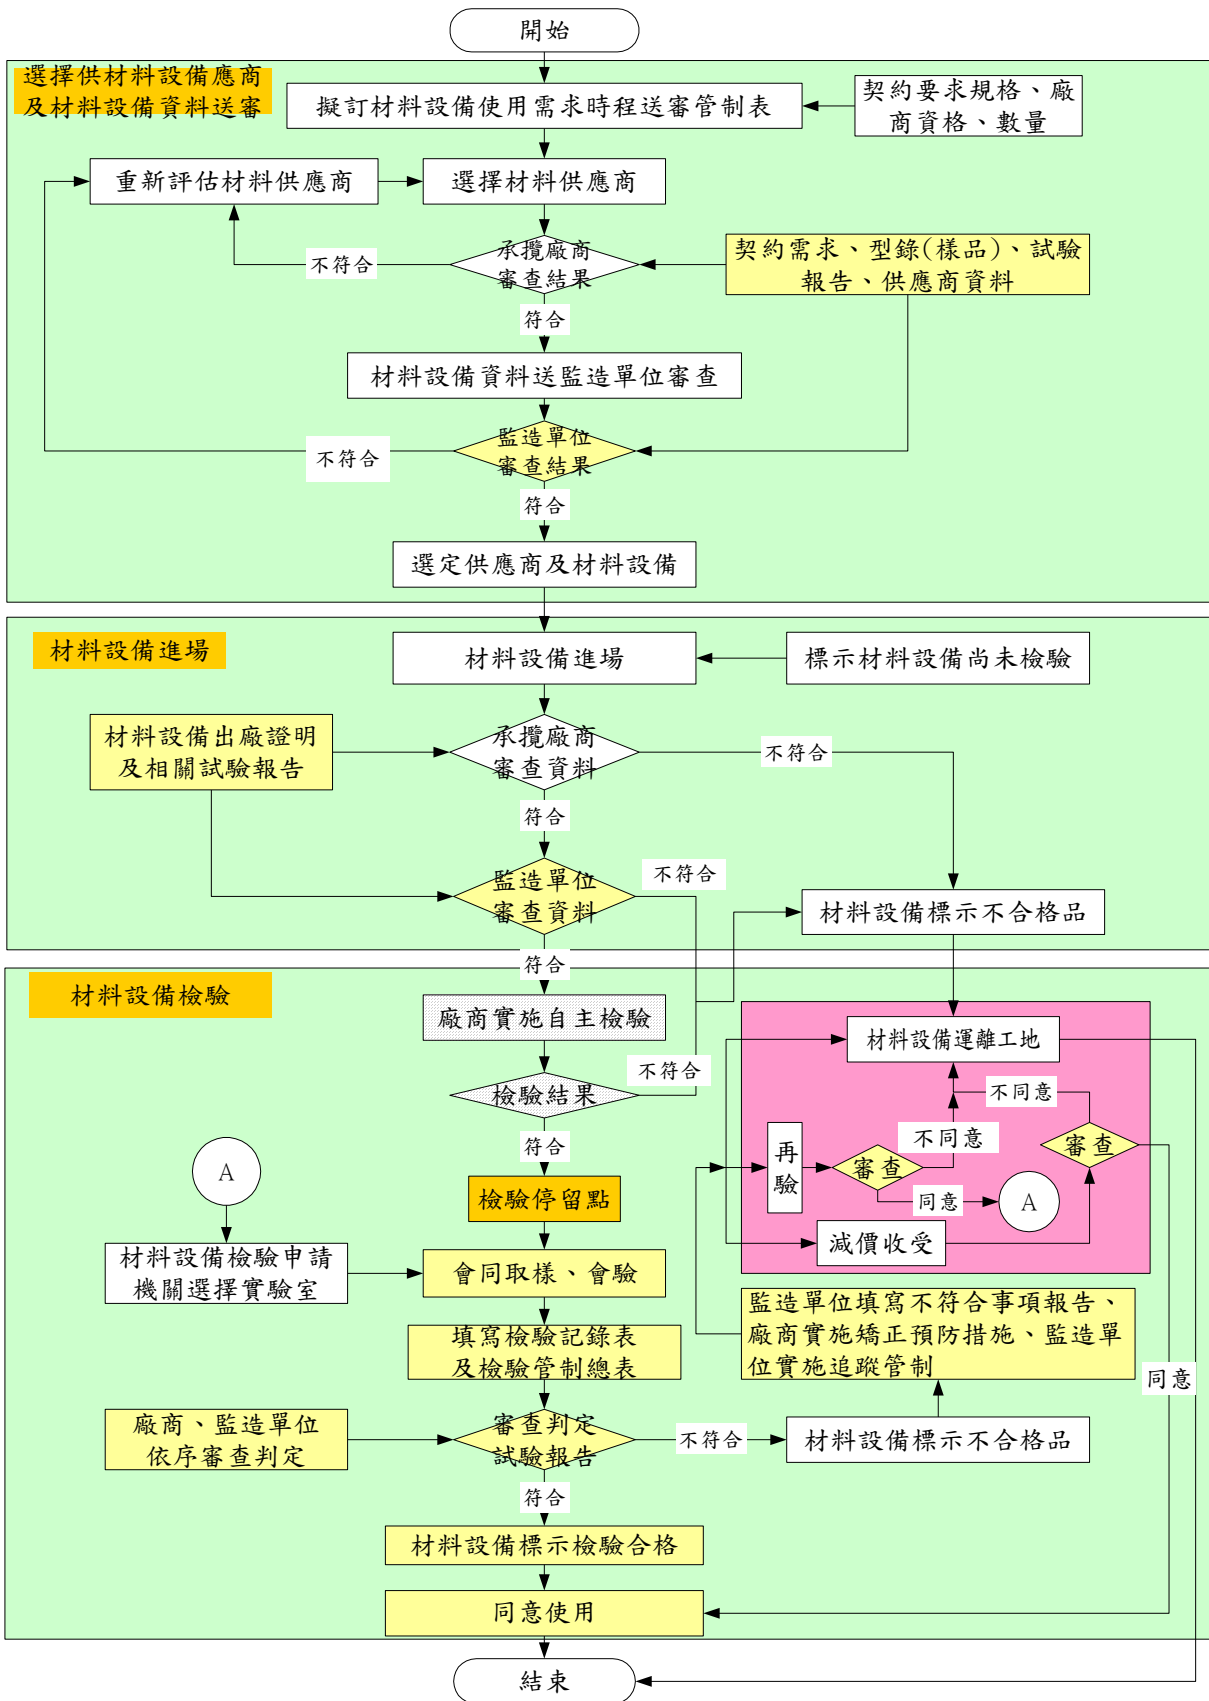 開始
選擇供材料設備應商
及材料設備資料送審
擬訂材料設備使用需求時程送審管制表
契約要求規格、廠
商資格、數量
重新評估材料供應商
選擇材料供應商
不符合
承攬廠商
審查結果
契約需求、型錄(樣品)、試驗
報告、供應商資料
符合
材料設備資料送監造單位審查
不符合
監造單位
審查結果
符合
選定供應商及材料設備
材料設備進場
材料設備進場
標示材料設備尚未檢驗
材料設備出廠證明
及相關試驗報告
承攬廠商
審查資料
不符合
符合
監造單位
審查資料
不符合
材料設備標示不合格品
符合
材料設備檢驗
廠商實施自主檢驗
材料設備運離工地
檢驗結果
不符合
不同意
不同意
符合
再
驗
審查
審查
同意
A
A
檢驗停留點
減價收受
材料設備檢驗申請
機關選擇實驗室
會同取樣、會驗
填寫檢驗記錄表
及檢驗管制總表
監造單位填寫不符合事項報告、
廠商實施矯正預防措施、監造單
位實施追蹤管制
同意
廠商、監造單位
依序審查判定
審查判定
試驗報告
不符合
材料設備標示不合格品
符合
材料設備標示檢驗合格
同意使用
結束